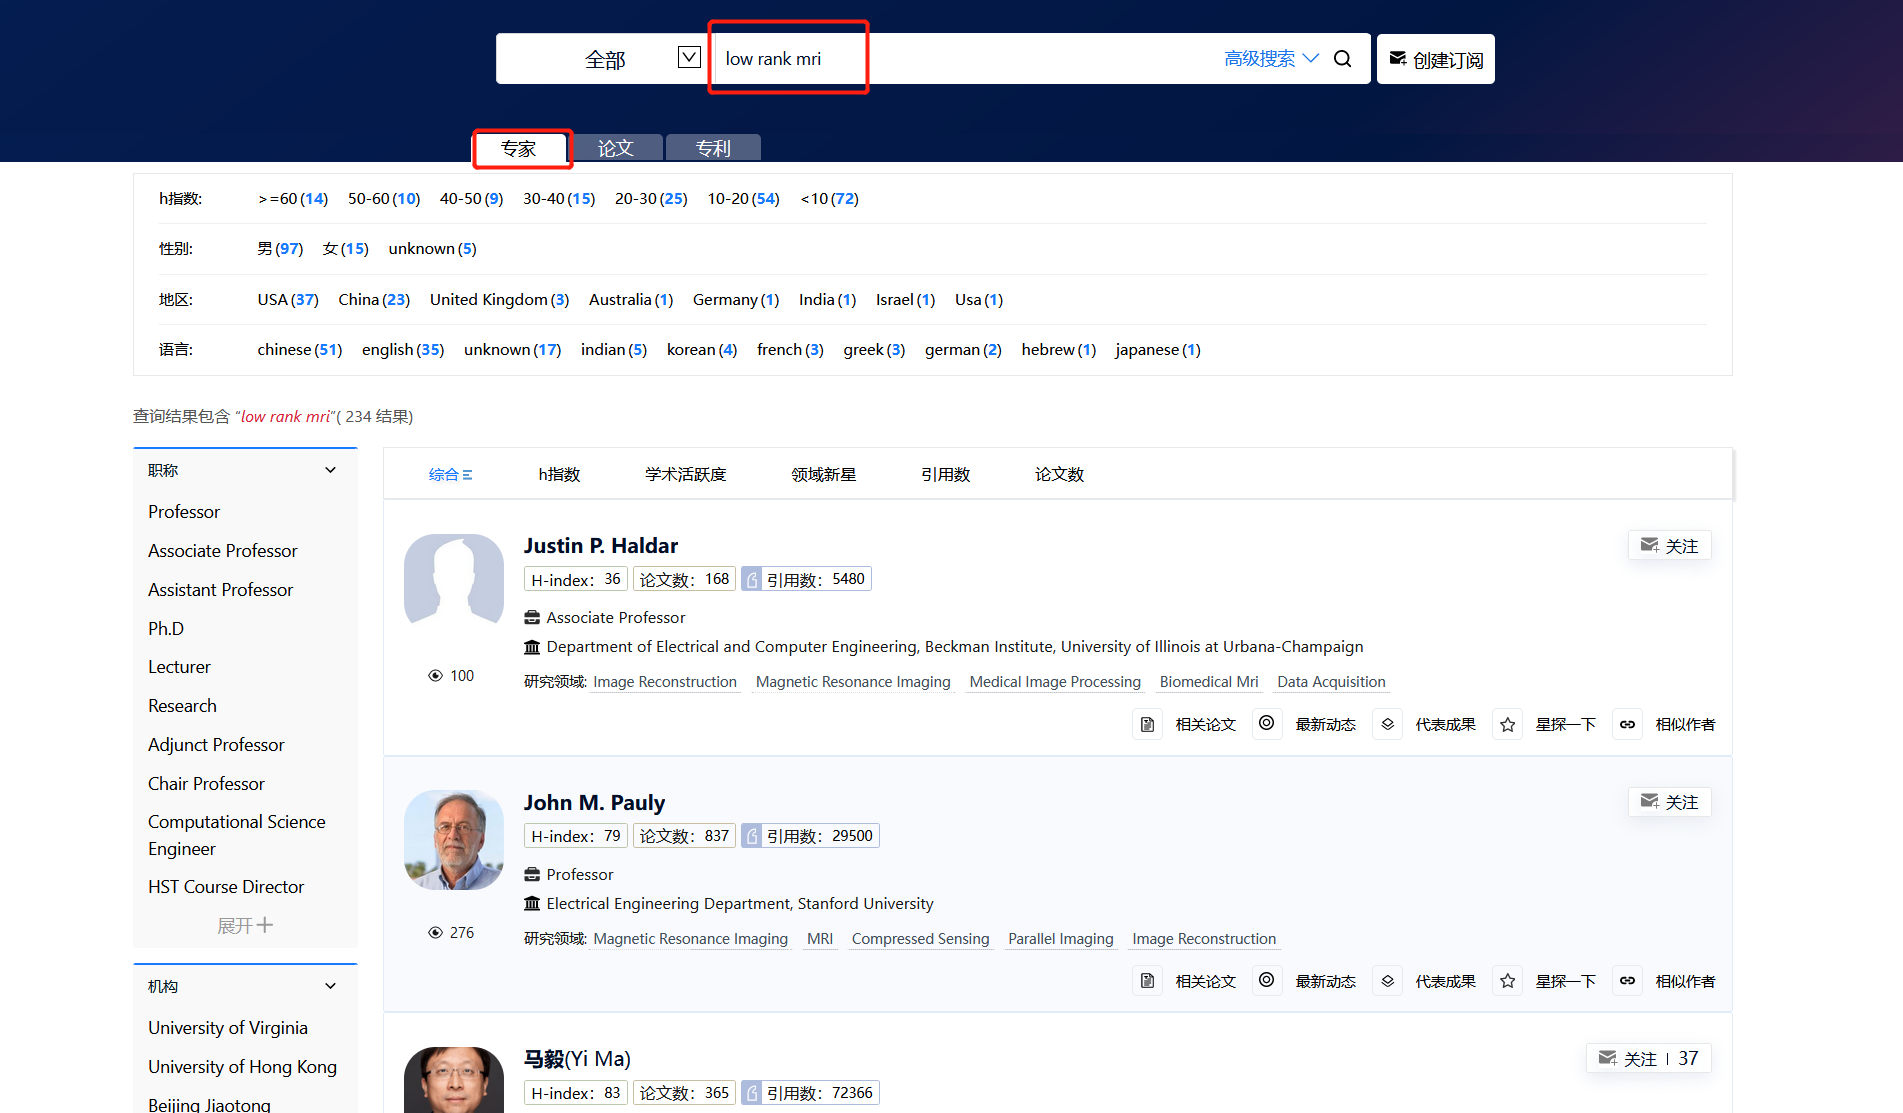 全部 low rank mri 高级搜索 创建订阅
专家 论文 专利
h指数: >=60(14) 50-60(10) 40-50(9) 30-40(15) 20-30(25) 10-20(54) <10(72)
性别: 男(97) 女(15) unknown(5)
地区: USA(37) China(23) United Kingdom(3) Australia(1) Germany(1) India(1) Israel(1) Usa(1)
语言: chinese(51) english(35) unknown(17) indian(5) korean(4) french(3) greek(3) german(2) hebrew(1) japanese(1)
查询结果包含 "low rank mri"( 234 结果)
职称
Professor
Associate Professor
Assistant Professor
Ph.D
Lecturer
Research
Adjunct Professor
Chair Professor
Computational Science
Engineer
HST Course Director
展开
机构
University of Virginia
University of Hong Kong
Beijing Jiaotong
综合 h指数 学术活跃度 领域新星 引用数 论文数
Justin P. Haldar
关注
H-index: 36 论文数: 168 引用数: 5480
Associate Professor
Department of Electrical and Computer Engineering, Beckman Institute, University of Illinois at Urbana-Champaign
100
研究领域: Image Reconstruction Magnetic Resonance Imaging Medical Image Processing Biomedical Mri Data Acquisition
相关论文 最新动态 代表成果 星探一下 相似作者
John M. Pauly
关注
H-index: 79 论文数: 837 引用数: 29500
Professor
Electrical Engineering Department, Stanford University
276
研究领域: Magnetic Resonance Imaging MRI Compressed Sensing Parallel Imaging Image Reconstruction
相关论文 最新动态 代表成果 星探一下 相似作者
马毅(Yi Ma)
关注 | 37
H-index: 83 论文数: 365 引用数: 72366